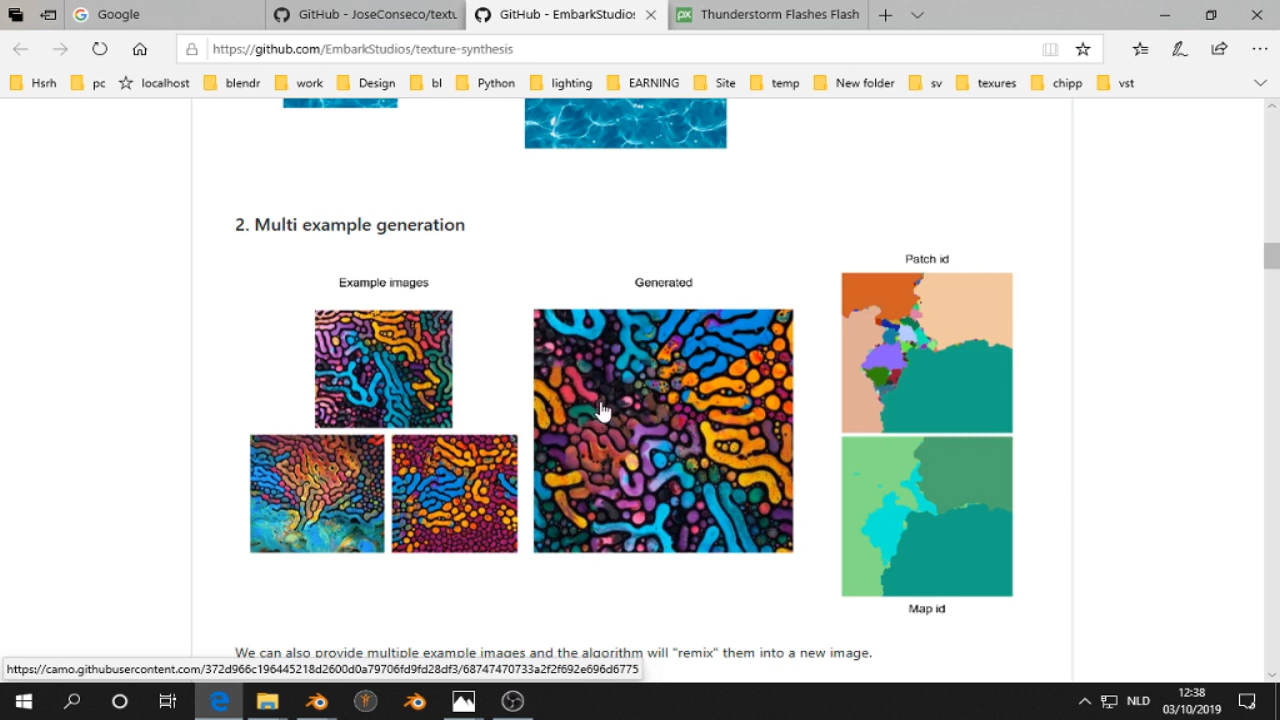 Google
GitHub - JoseConseco/textu
GitHub - EmbarkStudios
Thunderstorm Flashes Flash
https://github.com/EmbarkStudios/texture-synthesis
Hsrh pc localhost blendr work Design bl Python lighting EARNING Site temp New folder sv texures chipp vst
2. Multi example generation
Patch id
Example images
Generated
Map id
We can also provide multiple example images and the algorithm will "remix" them into a new image.
https://camo.githubusercontent.com/372d966c196445218d2600d0a79706fd9fd28df3/68747470733a2f2f692e696d6775
NLD
12:38
03/10/2019